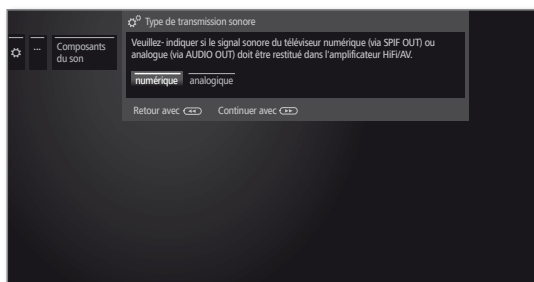 Type de transmission sonore
...
Composants
du son
Veuillez- indiquer si le signal sonore du téléviseur numérique (via SPIF OUT) ou
analogue (via AUDIO OUT) doit être restitué dans l'amplificateur HiFi/AV.
numérique analogique
Retour avec Continuer avec